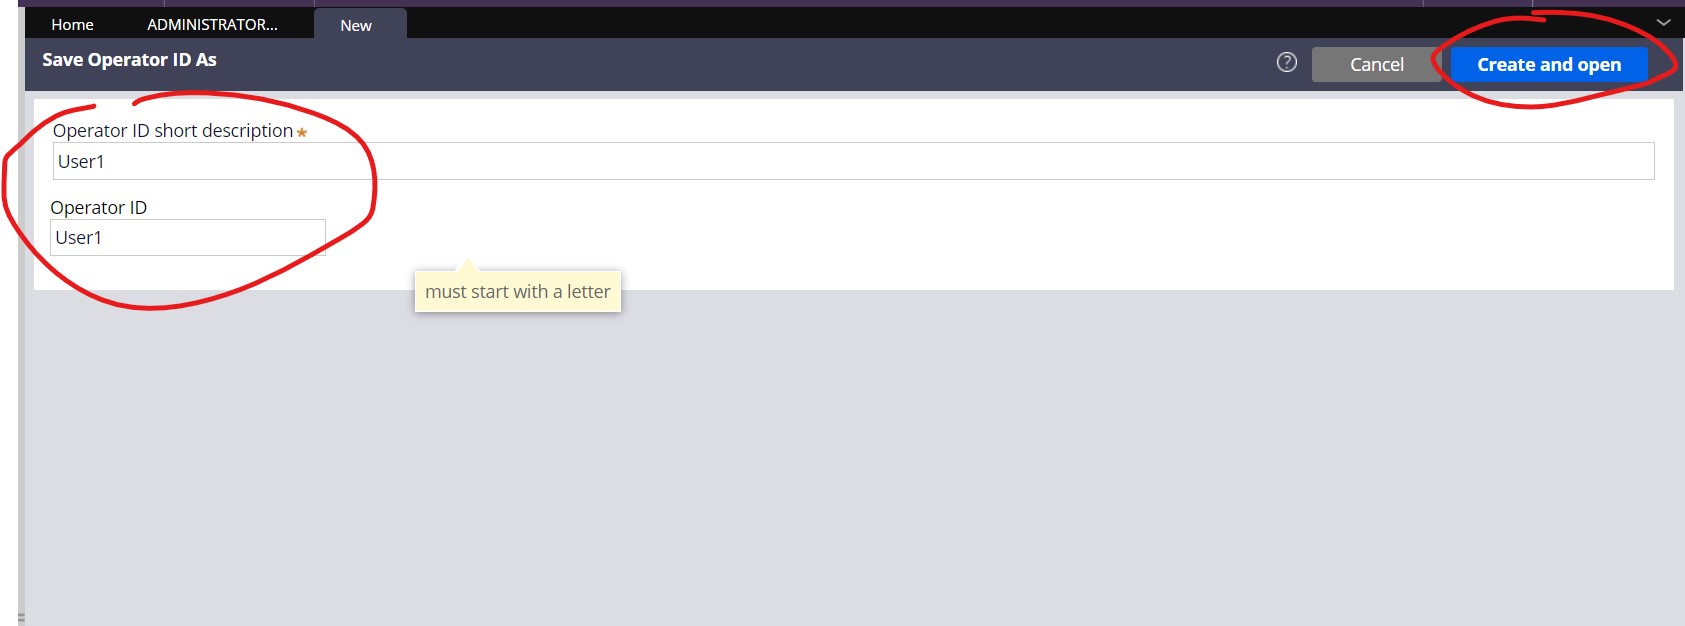 Home ADMINISTRATOR... New
Save Operator ID As
? Cancel Create and open
Operator ID short description *
User1
Operator ID
User1
must start with a letter